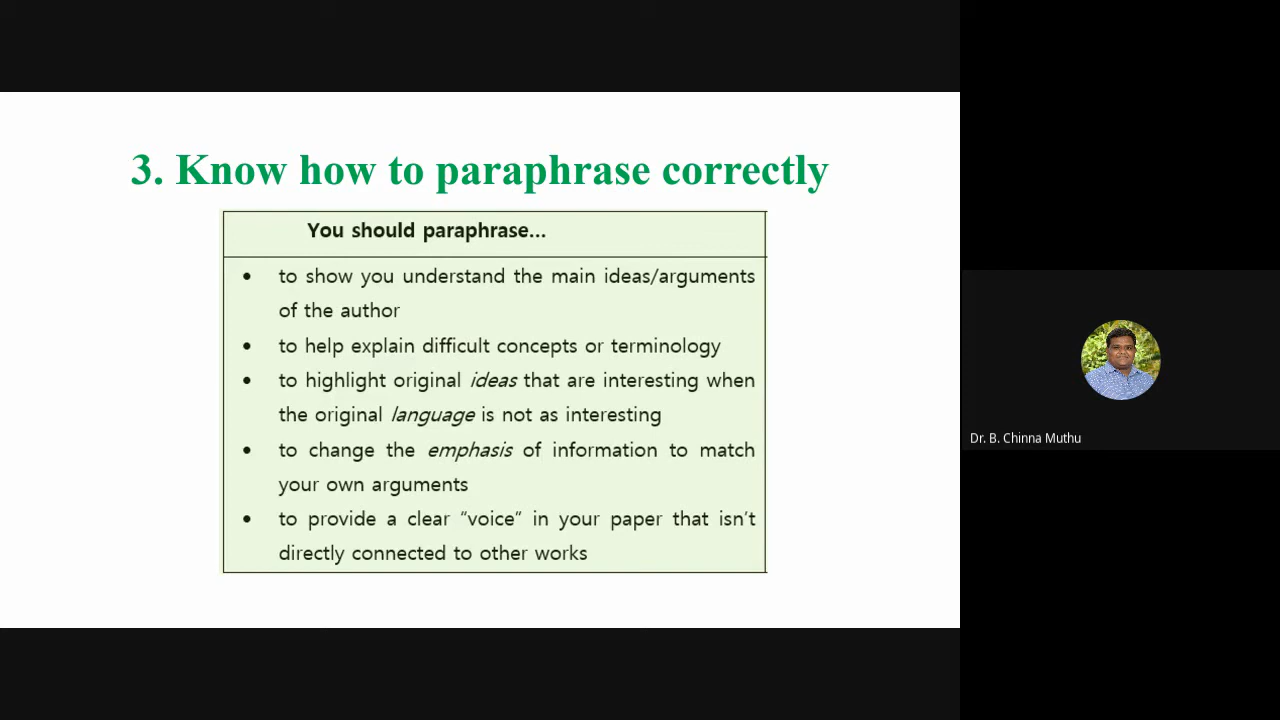 3. Know how to paraphrase correctly
You should paraphrase...
• to show you understand the main ideas/arguments
of the author
• to help explain difficult concepts or terminology
• to highlight original ideas that are interesting when
the original language is not as interesting
• to change the emphasis of information to match
your own arguments
• to provide a clear “voice” in your paper that isn’t
directly connected to other works
Dr. B. Chinna Muthu